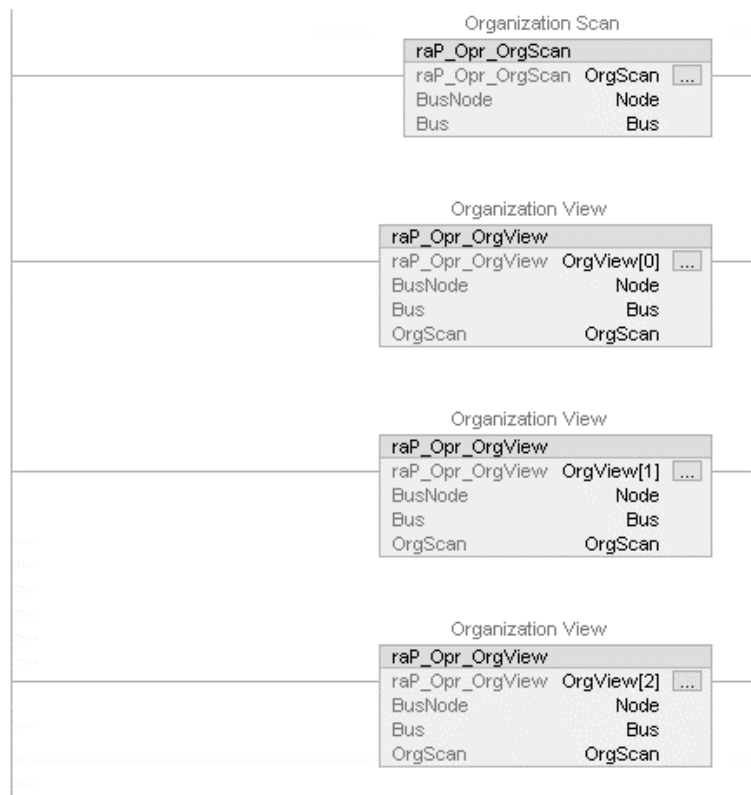 Organization Scan
raP_Opr_OrgScan
raP_Opr_OrgScan OrgScan ...
BusNode Node
Bus Bus
Organization View
raP_Opr_OrgView
raP_Opr_OrgView OrgView[0] ...
BusNode Node
Bus Bus
OrgScan OrgScan
Organization View
raP_Opr_OrgView
raP_Opr_OrgView OrgView[1] ...
BusNode Node
Bus Bus
OrgScan OrgScan
Organization View
raP_Opr_OrgView
raP_Opr_OrgView OrgView[2] ...
BusNode Node
Bus Bus
OrgScan OrgScan